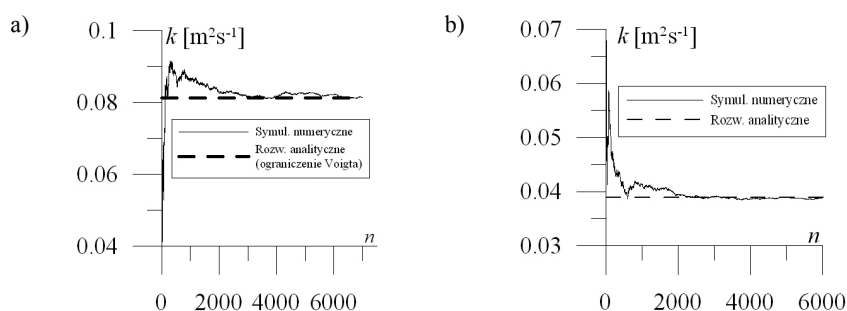 a)
k [m²s⁻¹]
0.1
0.08
0.06
0.04
Symul. numeryczne
Rozw. analityczne
(ograniczenie Voigta)
n
0 2000 4000 6000
b)
k [m²s⁻¹]
0.07
0.06
0.05
0.04
0.03
Symul. numeryczne
Rozw. analityczne
n
0 2000 4000 6000